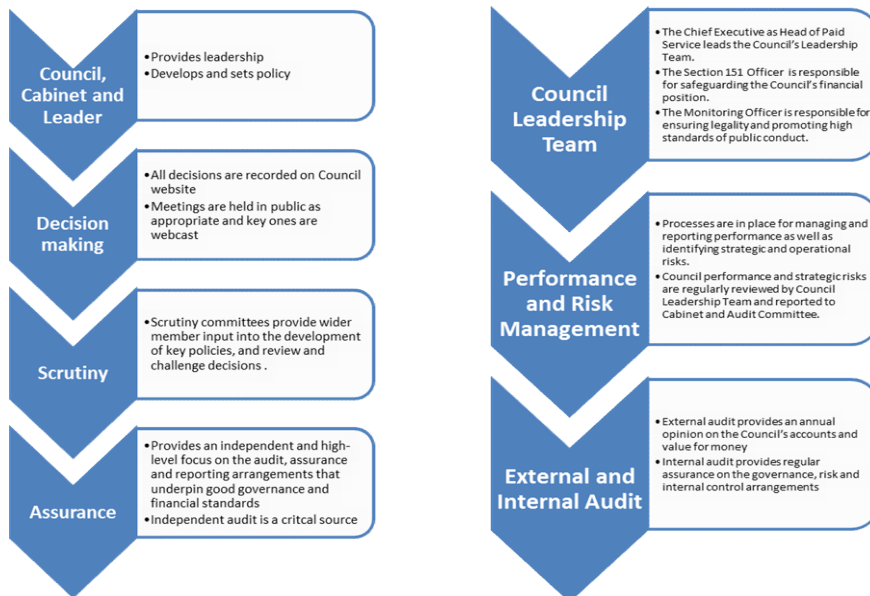 Council,
Cabinet and
Leader
•Provides leadership
•Develops and sets policy
Decision
making
•All decisions are recorded on Council
website
•Meetings are held in public as
appropriate and key ones are
webcast
Scrutiny
•Scrutiny committees provide wider
member input into the development
of key policies, and review and
challenge decisions .
Assurance
•Provides an independent and high-
level focus on the audit, assurance
and reporting arrangements that
underpin good governance and
financial standards
•Independent audit is a critcal source
Council
Leadership
Team
•The Chief Executive as Head of Paid
Service leads the Council's Leadership
Team.
•The Section 151 Officer is responsible
for safeguarding the Council's financial
position.
•The Monitoring Officer is responsible for
ensuring legality and promoting high
standards of public conduct.
Performance
and Risk
Management
•Processes are in place for managing and
reporting performance as well as
identifying strategic and operational
risks.
•Council performance and strategic risks
are regularly reviewed by Council
Leadership Team and reported to
Cabinet and Audit Committee.
External and
Internal Audit
•External audit provides an annual
opinion on the Council's accounts and
value for money
•Internal audit provides regular
assurance on the governance, risk and
internal control arrangements